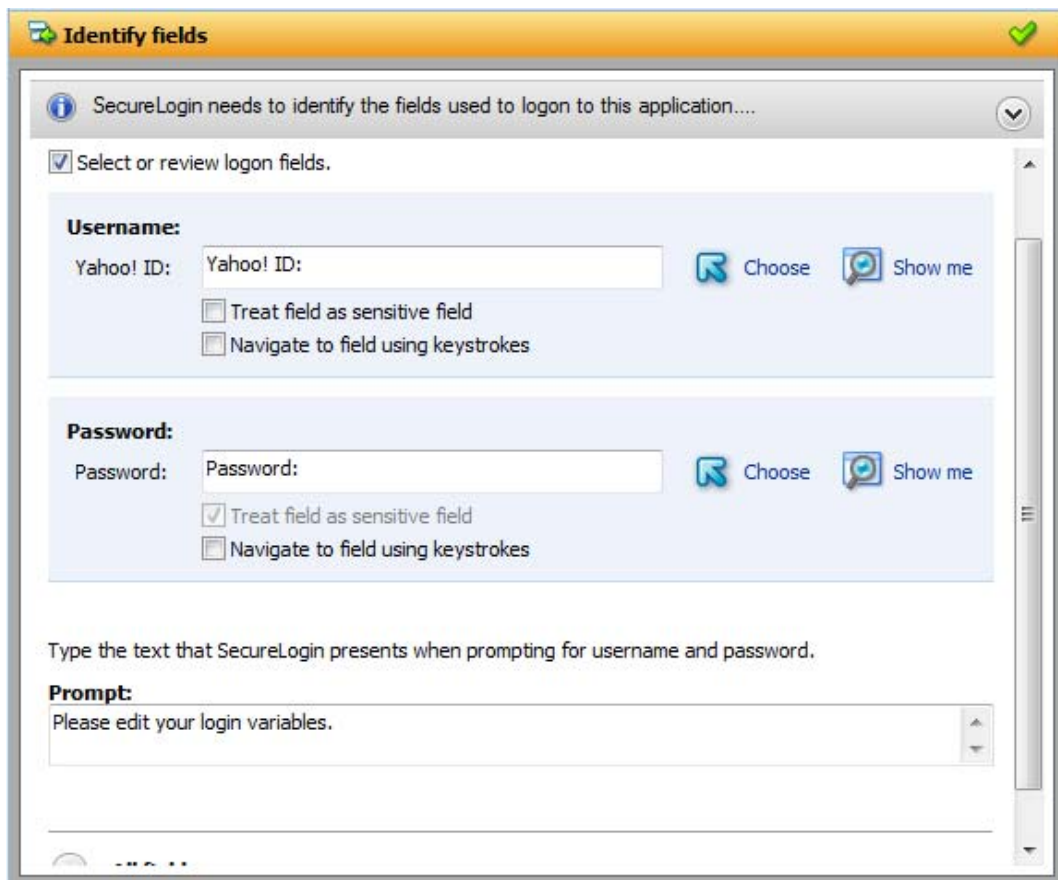 Identify fields
SecureLogin needs to identify the fields used to logon to this application....
Select or review logon fields.
Username:
Yahoo! ID: Yahoo! ID: Choose Show me
Treat field as sensitive field
Navigate to field using keystrokes
Password:
Password: Password: Choose Show me
Treat field as sensitive field
Navigate to field using keystrokes
Type the text that SecureLogin presents when prompting for username and password.
Prompt:
Please edit your login variables.